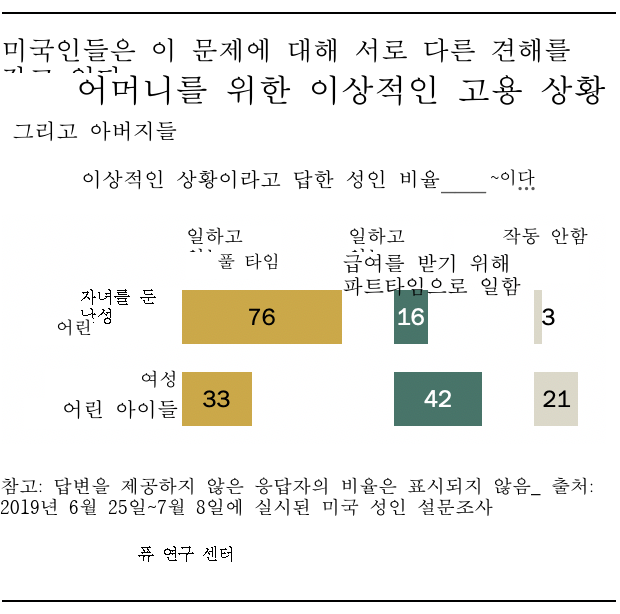 미국인들은 이 문제에 대해 서로 다른 견해를
어머니를 위한 이상적인 고용 상황
그리고 아버지들
이상적인 상황이라고 답한 성인 비율____ ~이다...
일하고 일하고 작동 안함
풀 타임 급여를 받기 위해
파트타임으로 일함
자녀를 둔
남성
어린
76 16 3
여성
어린 아이들
33 42 21
참고: 답변을 제공하지 않은 응답자의 비율은 표시되지 않음_ 출처:
2019년 6월 25일~7월 8일에 실시된 미국 성인 설문조사
퓨 연구 센터